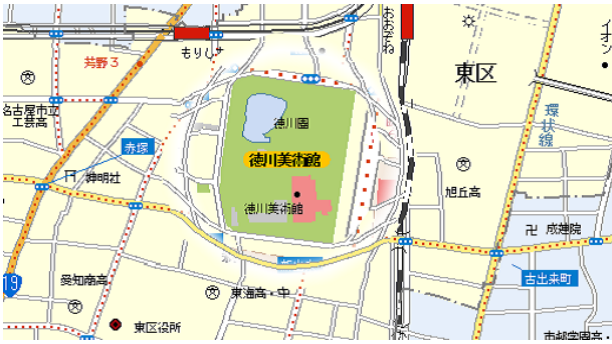 もりした
おおぞね
芳野3
東区
名古屋市立
工芸高
徳川園
環状線
赤塚
徳川美術館
神明社
旭丘高
徳川美術館
成蓮院
古出来町
19
愛知商高
東海高・中
東区役所